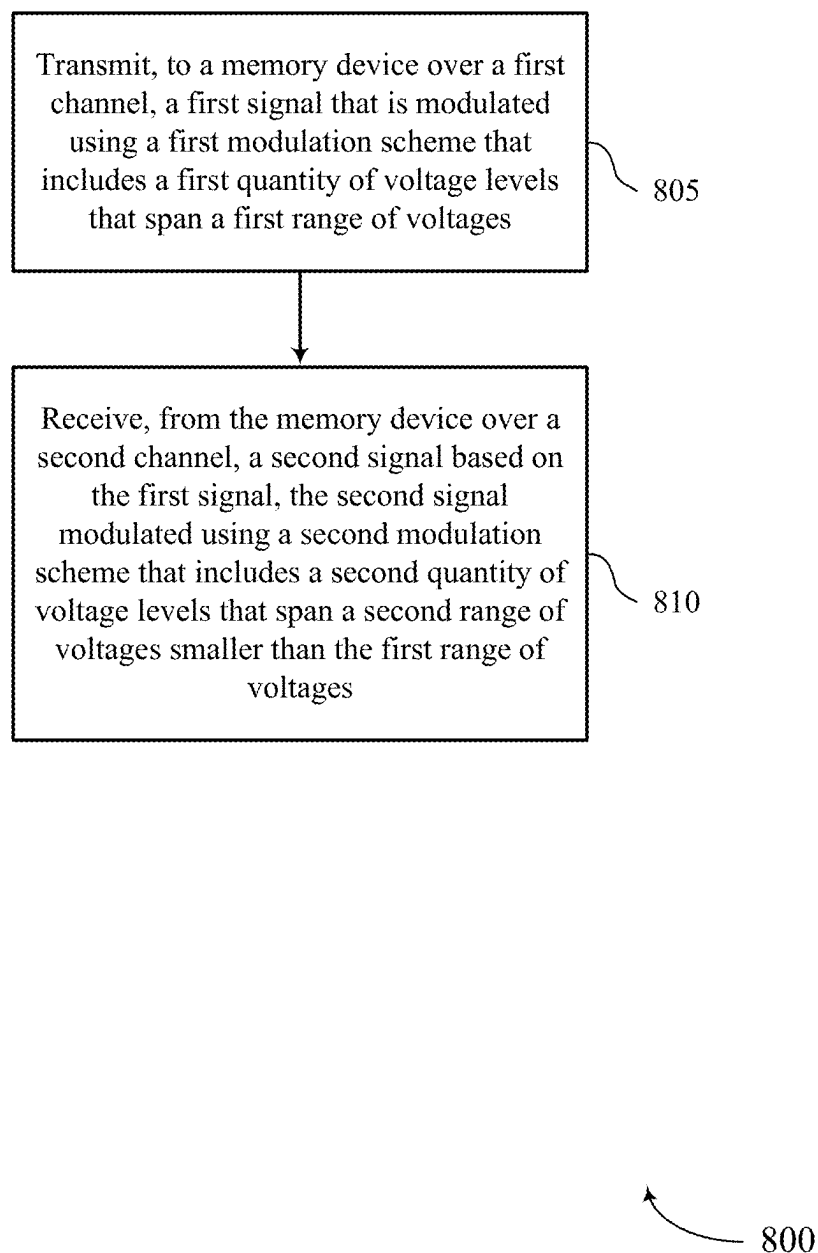 Transmit, to a memory device over a first
channel, a first signal that is modulated
using a first modulation scheme that
includes a first quantity of voltage levels
that span a first range of voltages
805
Receive, from the memory device over a
second channel, a second signal based on
the first signal, the second signal
modulated using a second modulation
scheme that includes a second quantity of
voltage levels that span a second range of
voltages smaller than the first range of
voltages
810
800